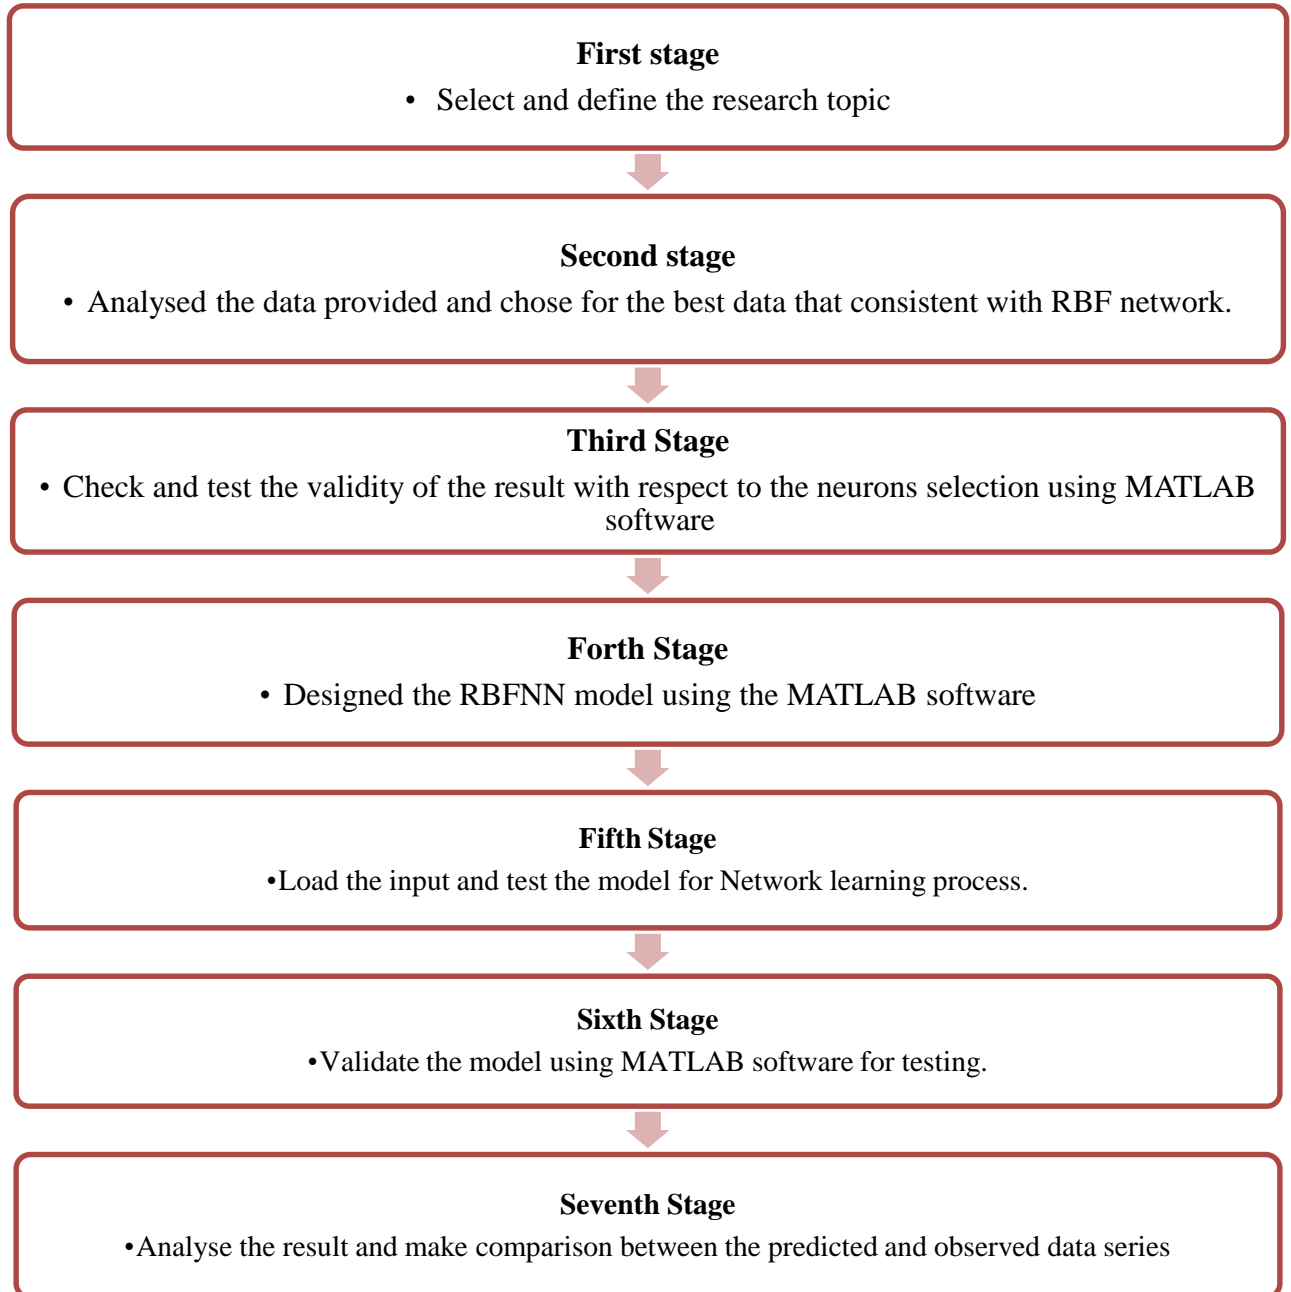 First stage
• Select and define the research topic
Second stage
• Analysed the data provided and chose for the best data that consistent with RBF network.
Third Stage
• Check and test the validity of the result with respect to the neurons selection using MATLAB
software
Forth Stage
• Designed the RBFNN model using the MATLAB software
Fifth Stage
•Load the input and test the model for Network learning process.
Sixth Stage
•Validate the model using MATLAB software for testing.
Seventh Stage
•Analyse the result and make comparison between the predicted and observed data series